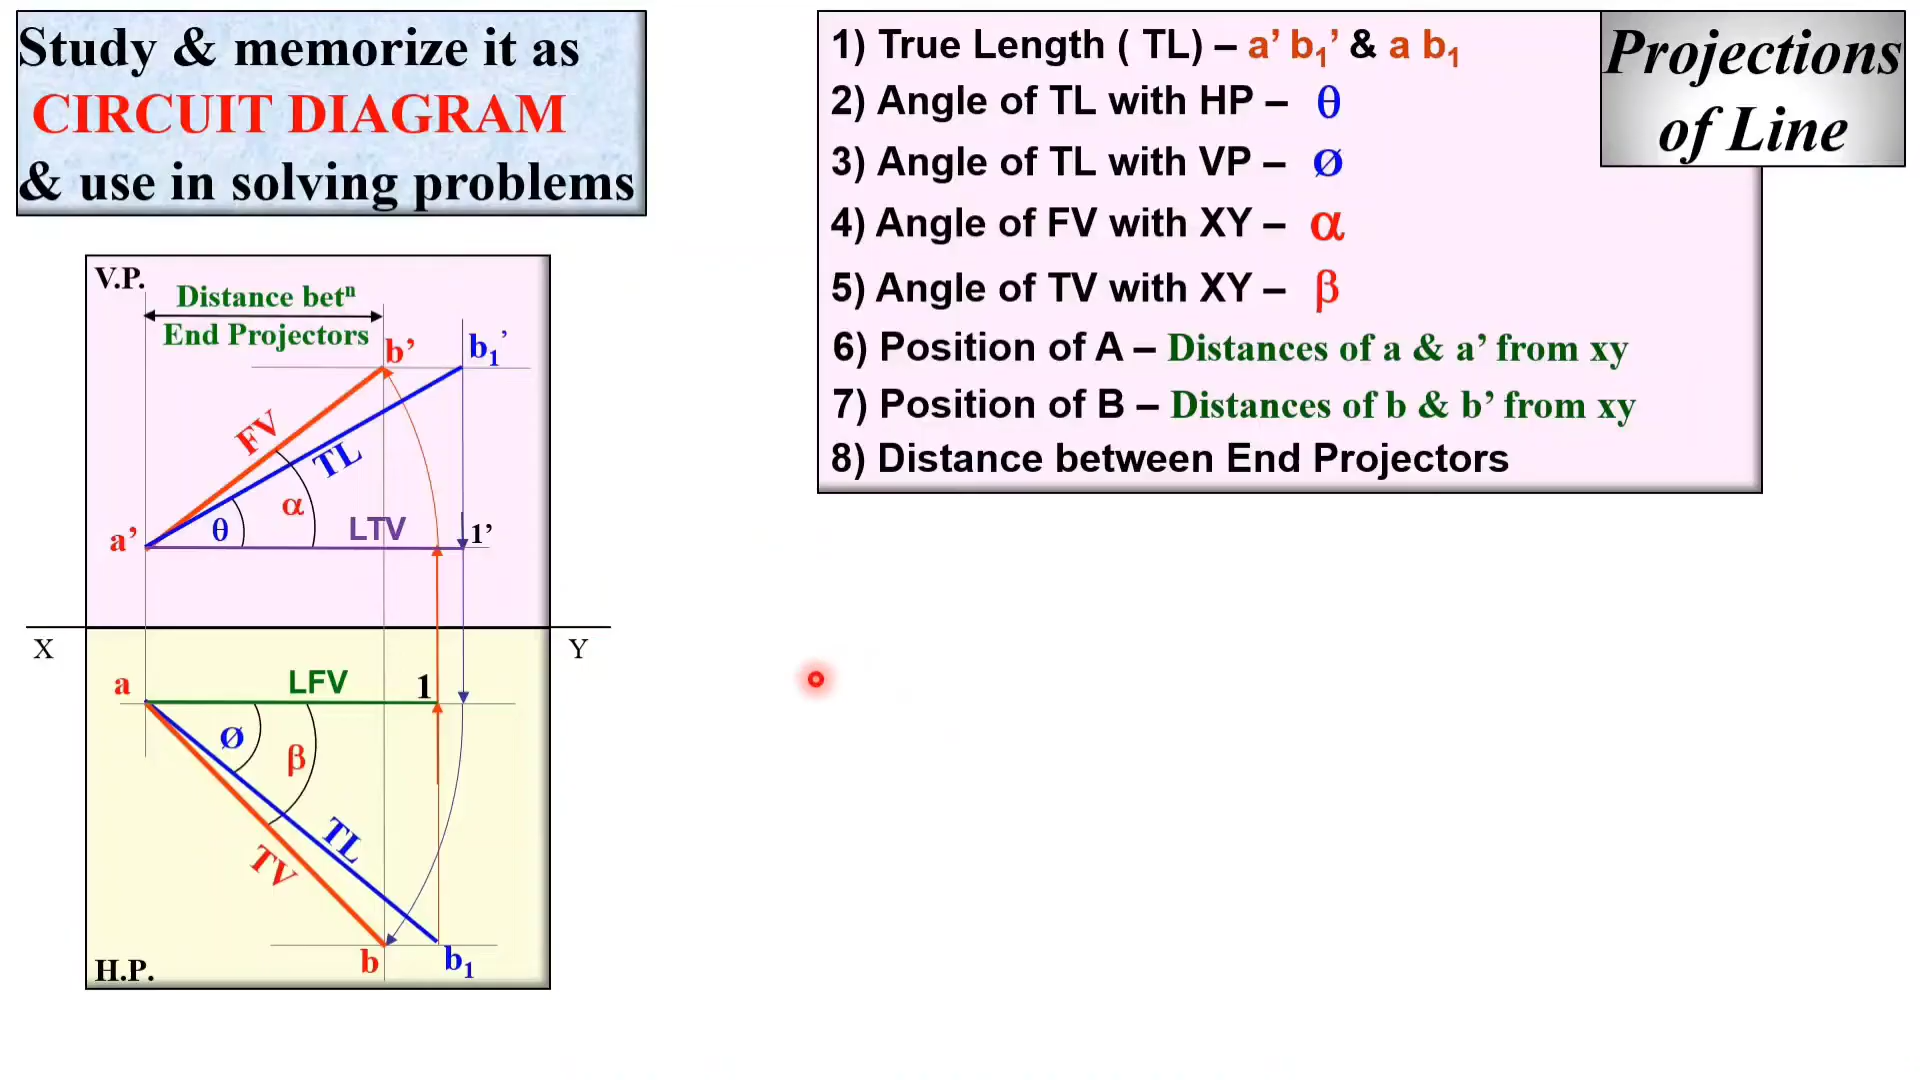 Study & memorize it as
CIRCUIT DIAGRAM
& use in solving problems
1) True Length ( TL) – a’ b₁’ & a b₁
2) Angle of TL with HP – θ
3) Angle of TL with VP – Ø
4) Angle of FV with XY – α
5) Angle of TV with XY – β
6) Position of A – Distances of a & a’ from xy
7) Position of B – Distances of b & b’ from xy
8) Distance between End Projectors
Projections
of Line
V.P.
Distance betⁿ
End Projectors
b’
b₁’
FV
TL
α
θ
LTV
1’
a’
X
Y
a
LFV
1
Ø
β
TL
TV
b
b₁
H.P.